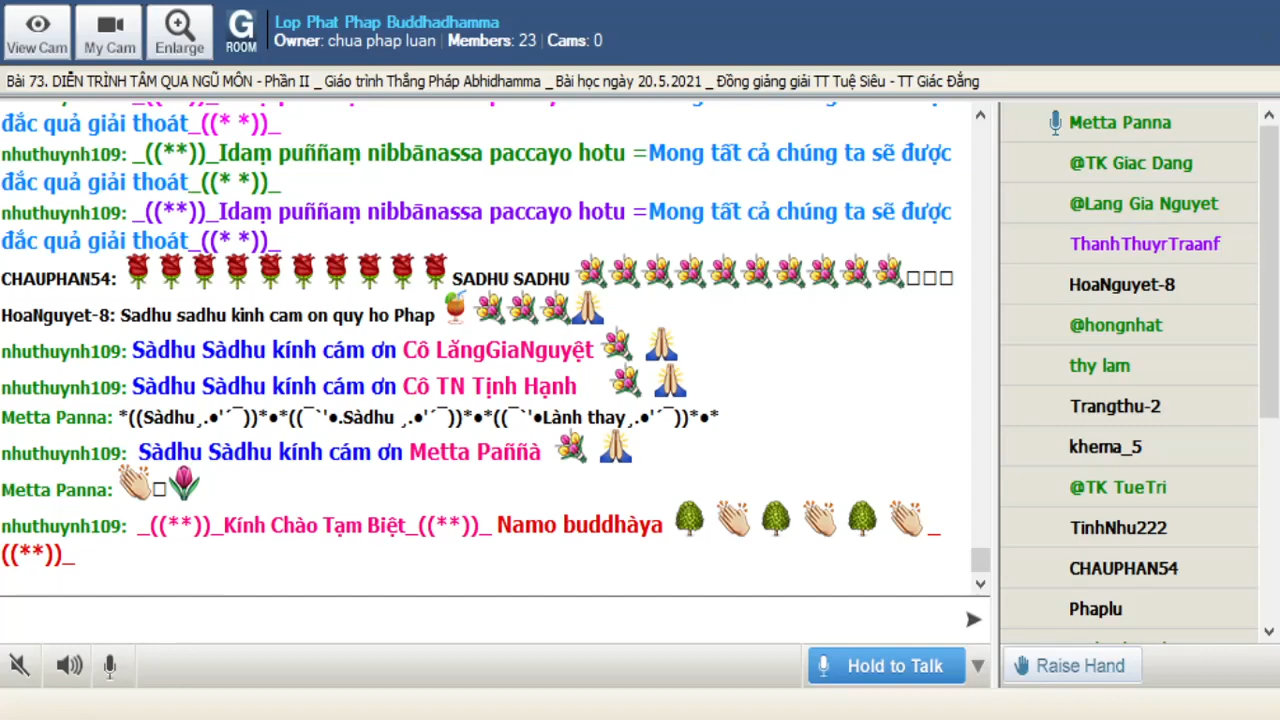 View Cam
My Cam
Enlarge
G
ROOM
Lop Phat Phap Buddhadhamma
Owner: chua phap luan | Members: 23 | Cams: 0
Bài 73. DIỄN TRÌNH TÂM QUA NGŨ MÔN - Phần II _ Giáo trình Thắng Pháp Abhidhamma _ Bài học ngày 20.5.2021 _ Đồng giảng giải TT Tuệ Siêu - TT Giác Đẳng
đắc quả giải thoát_((* *))_
nhuthuynh109: _((**))_Idaṃ puññaṃ nibbānassa paccayo hotu =Mong tất cả chúng ta sẽ được
đắc quả giải thoát_((* *))_
nhuthuynh109: _((**))_Idaṃ puññaṃ nibbānassa paccayo hotu =Mong tất cả chúng ta sẽ được
đắc quả giải thoát_((* *))_
CHAUPHAN54: SADHU SADHU
HoaNguyet-8: Sadhu sadhu kinh cam on quy ho Phap
nhuthuynh109: Sàdhu Sàdhu kính cám ơn Cô LăngGiaNguyệt
nhuthuynh109: Sàdhu Sàdhu kính cám ơn Cô TN Tịnh Hạnh
Metta Panna: *((Sàdhu¸.●'´¯))*●*((¯`'●.Sàdhu ¸.●'´¯))*●*((¯`'●Lành thay¸.●'´¯))*●*
nhuthuynh109: Sàdhu Sàdhu kính cám ơn Metta Paññà
Metta Panna:
nhuthuynh109: _((**))_Kính Chào Tạm Biệt_((**))_ Namo buddhàya _
((**))_
Hold to Talk
Metta Panna
@TK Giac Dang
@Lang Gia Nguyet
ThanhThuyrTraanf
HoaNguyet-8
@hongnhat
thy lam
Trangthu-2
khema_5
@TK TueTri
TinhNhu222
CHAUPHAN54
Phaplu
Raise Hand